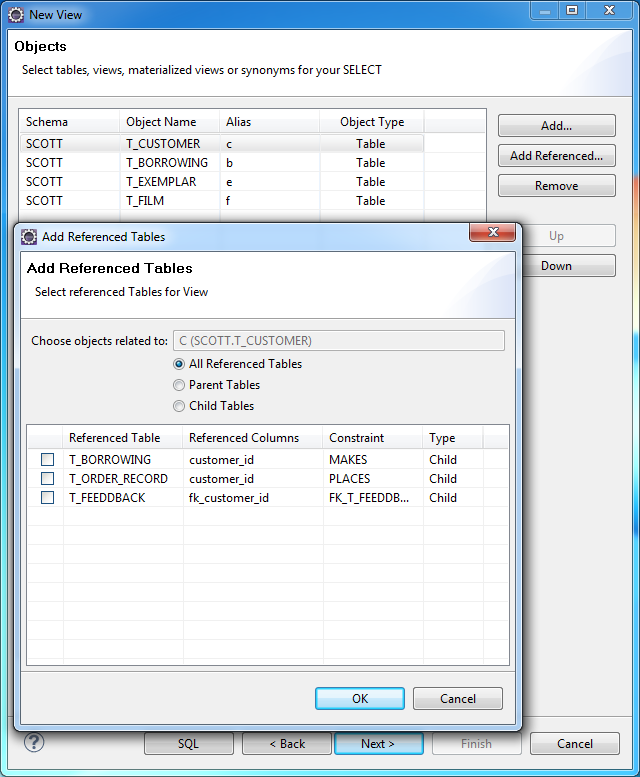 New View
Objects
Select tables, views, materialized views or synonyms for your SELECT
Schema Object Name Alias Object Type
SCOTT T_CUSTOMER c Table
SCOTT T_BORROWING b Table
SCOTT T_EXEMPLAR e Table
SCOTT T_FILM f Table
Add...
Add Referenced...
Remove
Up
Down
Add Referenced Tables
Add Referenced Tables
Select referenced Tables for View
Choose objects related to: C (SCOTT.T_CUSTOMER)
All Referenced Tables
Parent Tables
Child Tables
Referenced Table Referenced Columns Constraint Type
T_BORROWING customer_id MAKES Child
T_ORDER_RECORD customer_id PLACES Child
T_FEEDDBACK fk_customer_id FK_T_FEEDDB... Child
OK Cancel
? SQL < Back Next > Finish Cancel